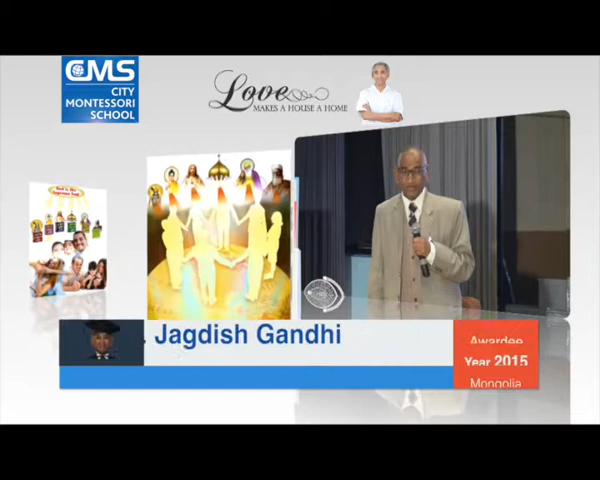 CMS
CITY
MONTESSORI
SCHOOL
Love
MAKES A HOUSE A HOME
. Jagdish Gandhi
Awardee
Year 2015
Mongolia